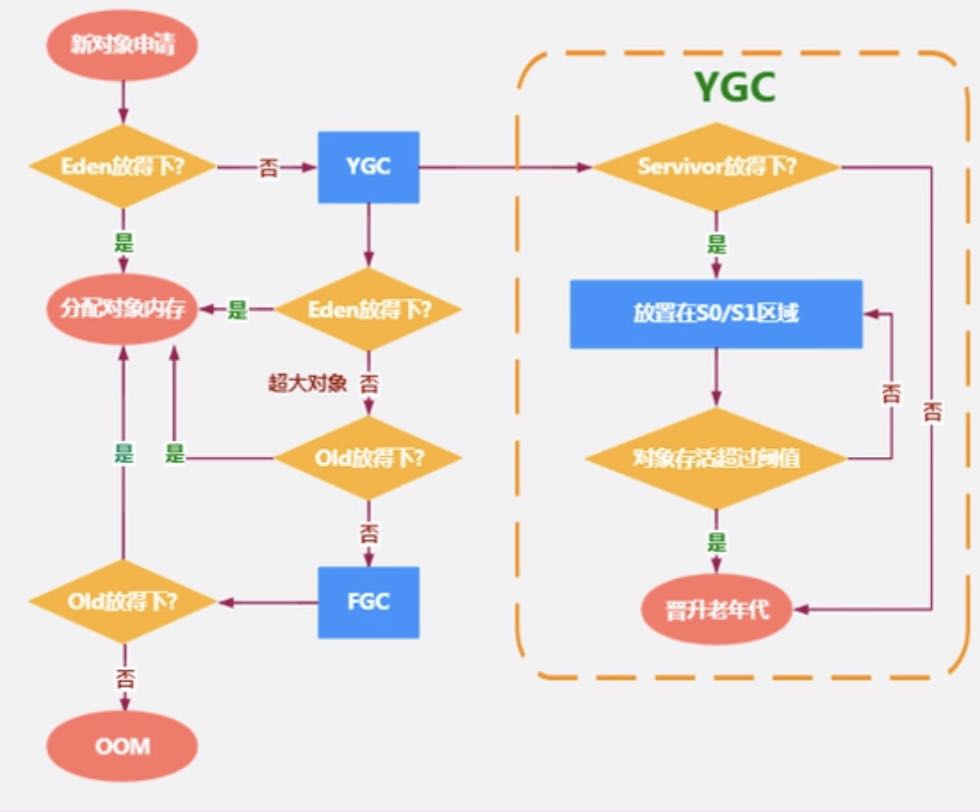 新对象申请
YGC
Eden放得下?
否
YGC
Servivor放得下?
是
是
分配对象内存
是
Eden放得下?
放置在S0/S1区域
超大对象
否
否
否
是
是
Old放得下?
对象存活超过阈值
否
是
Old放得下?
FGC
晋升老年代
否
OOM